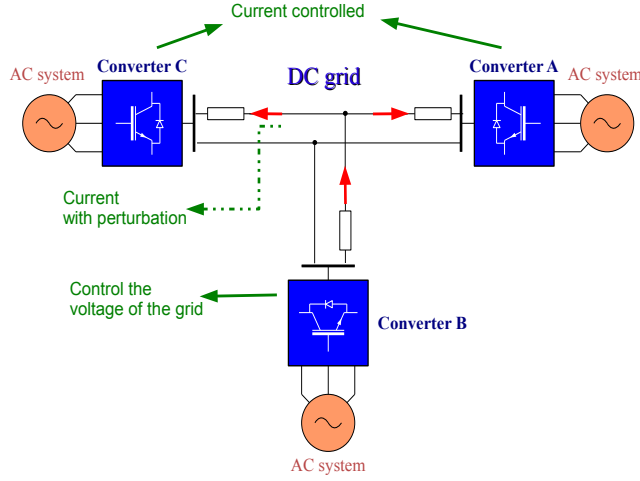 Current controlled
Converter C
DC grid
Converter A
AC system
AC system
Current
with perturbation
Control the
voltage of the grid
Converter B
AC system